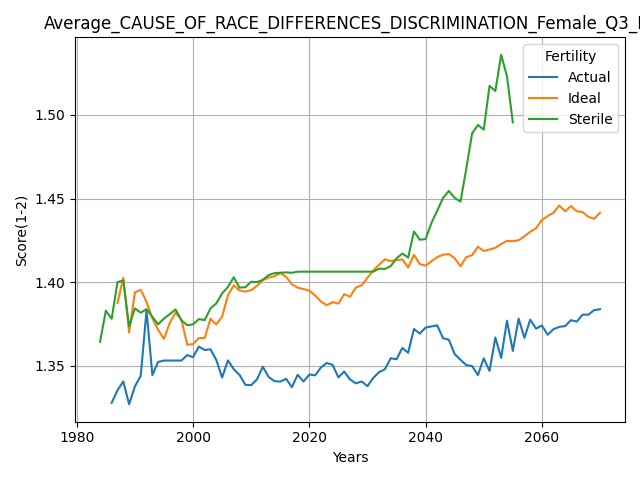 Average_CAUSE_OF_RACE_DIFFERENCES_DISCRIMINATION_Female_Q3_
Fertility
Actual
Ideal
Sterile
Score(1-2)
1.50
1.45
1.40
1.35
1980 2000 2020 2040 2060
Years